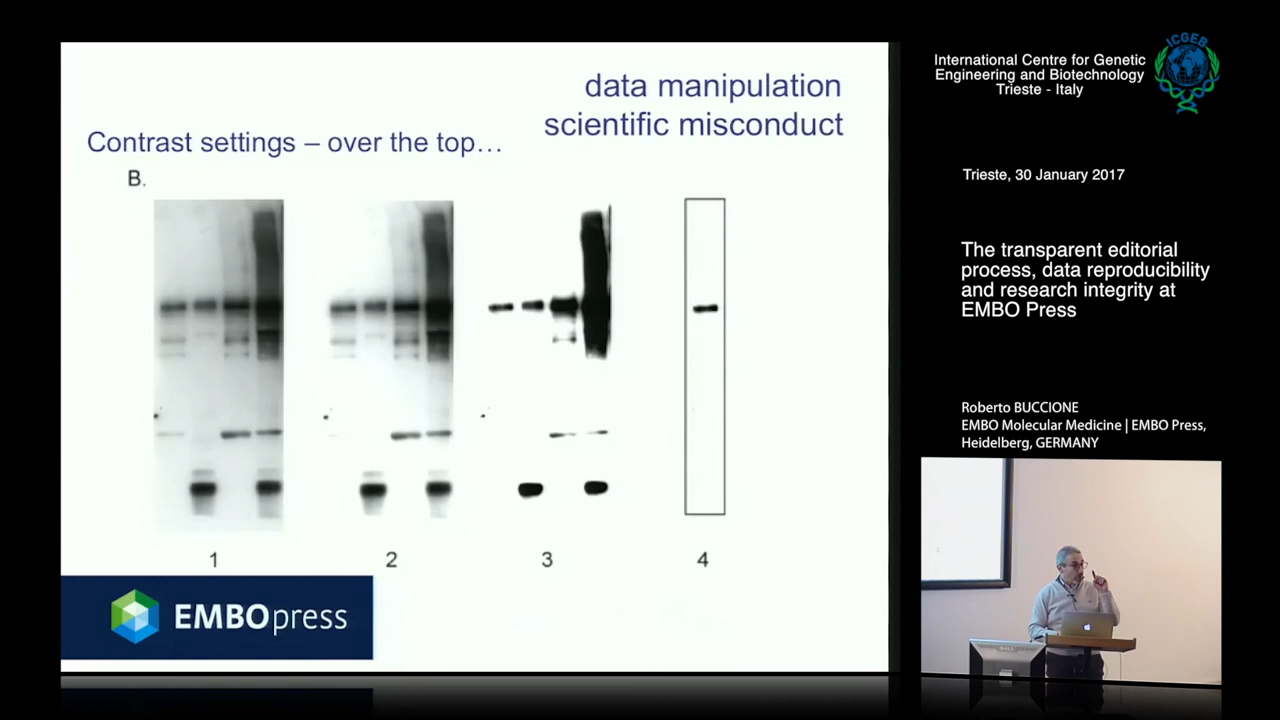 data manipulation
scientific misconduct
Contrast settings – over the top…
B.
1
2
3
4
EMBOpress
ICGEB
International Centre for Genetic
Engineering and Biotechnology
Trieste - Italy
Trieste, 30 January 2017
The transparent editorial
process, data reproducibility
and research integrity at
EMBO Press
Roberto BUCCIONE
EMBO Molecular Medicine | EMBO Press,
Heidelberg, GERMANY